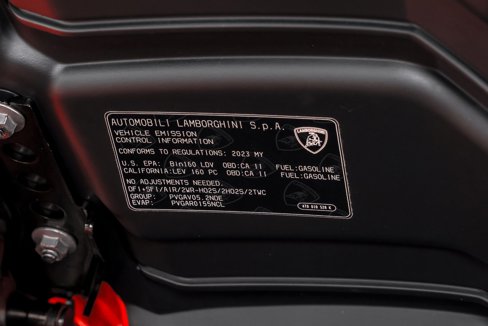 AUTOMOBILI LAMBORGHINI S.p.A.
VEHICLE EMISSION
CONTROL INFORMATION
CONFORMS TO REGULATIONS: 2023 MY
U.S. EPA: Bin160 LDV OBD:CA II FUEL:GASOLINE
CALIFORNIA:LEV 160 PC OBD:CA II FUEL:GASOLINE
NO ADJUSTMENTS NEEDED.
DFI+SFI/AIR/2WR-HO2S/2HO2S/2TWC
GROUP: PVGAV05.2NDE
EVAP: PVGAR0155NCL